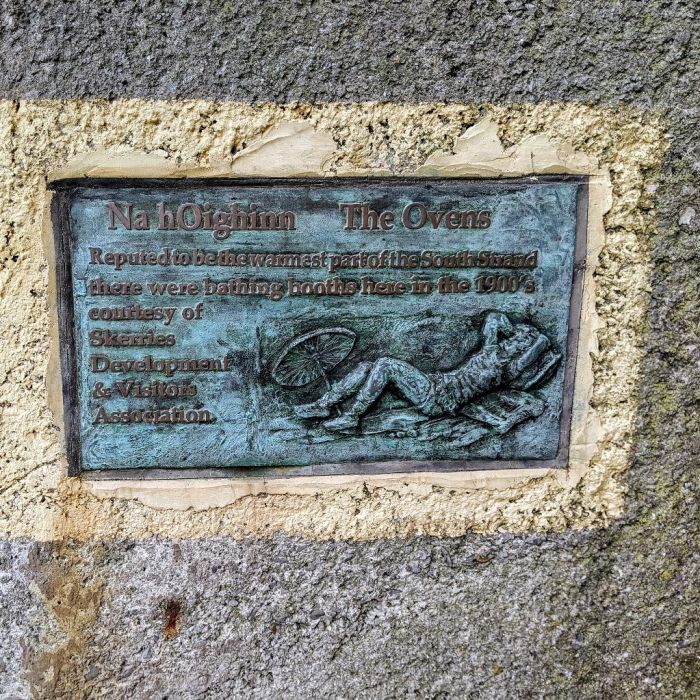 Na hOighinn The Ovens
Reputed to be the warmest part of the South Strand
there were bathing booths here in the 1900's
courtesy of
Skerries
Development
& Visitors
Association